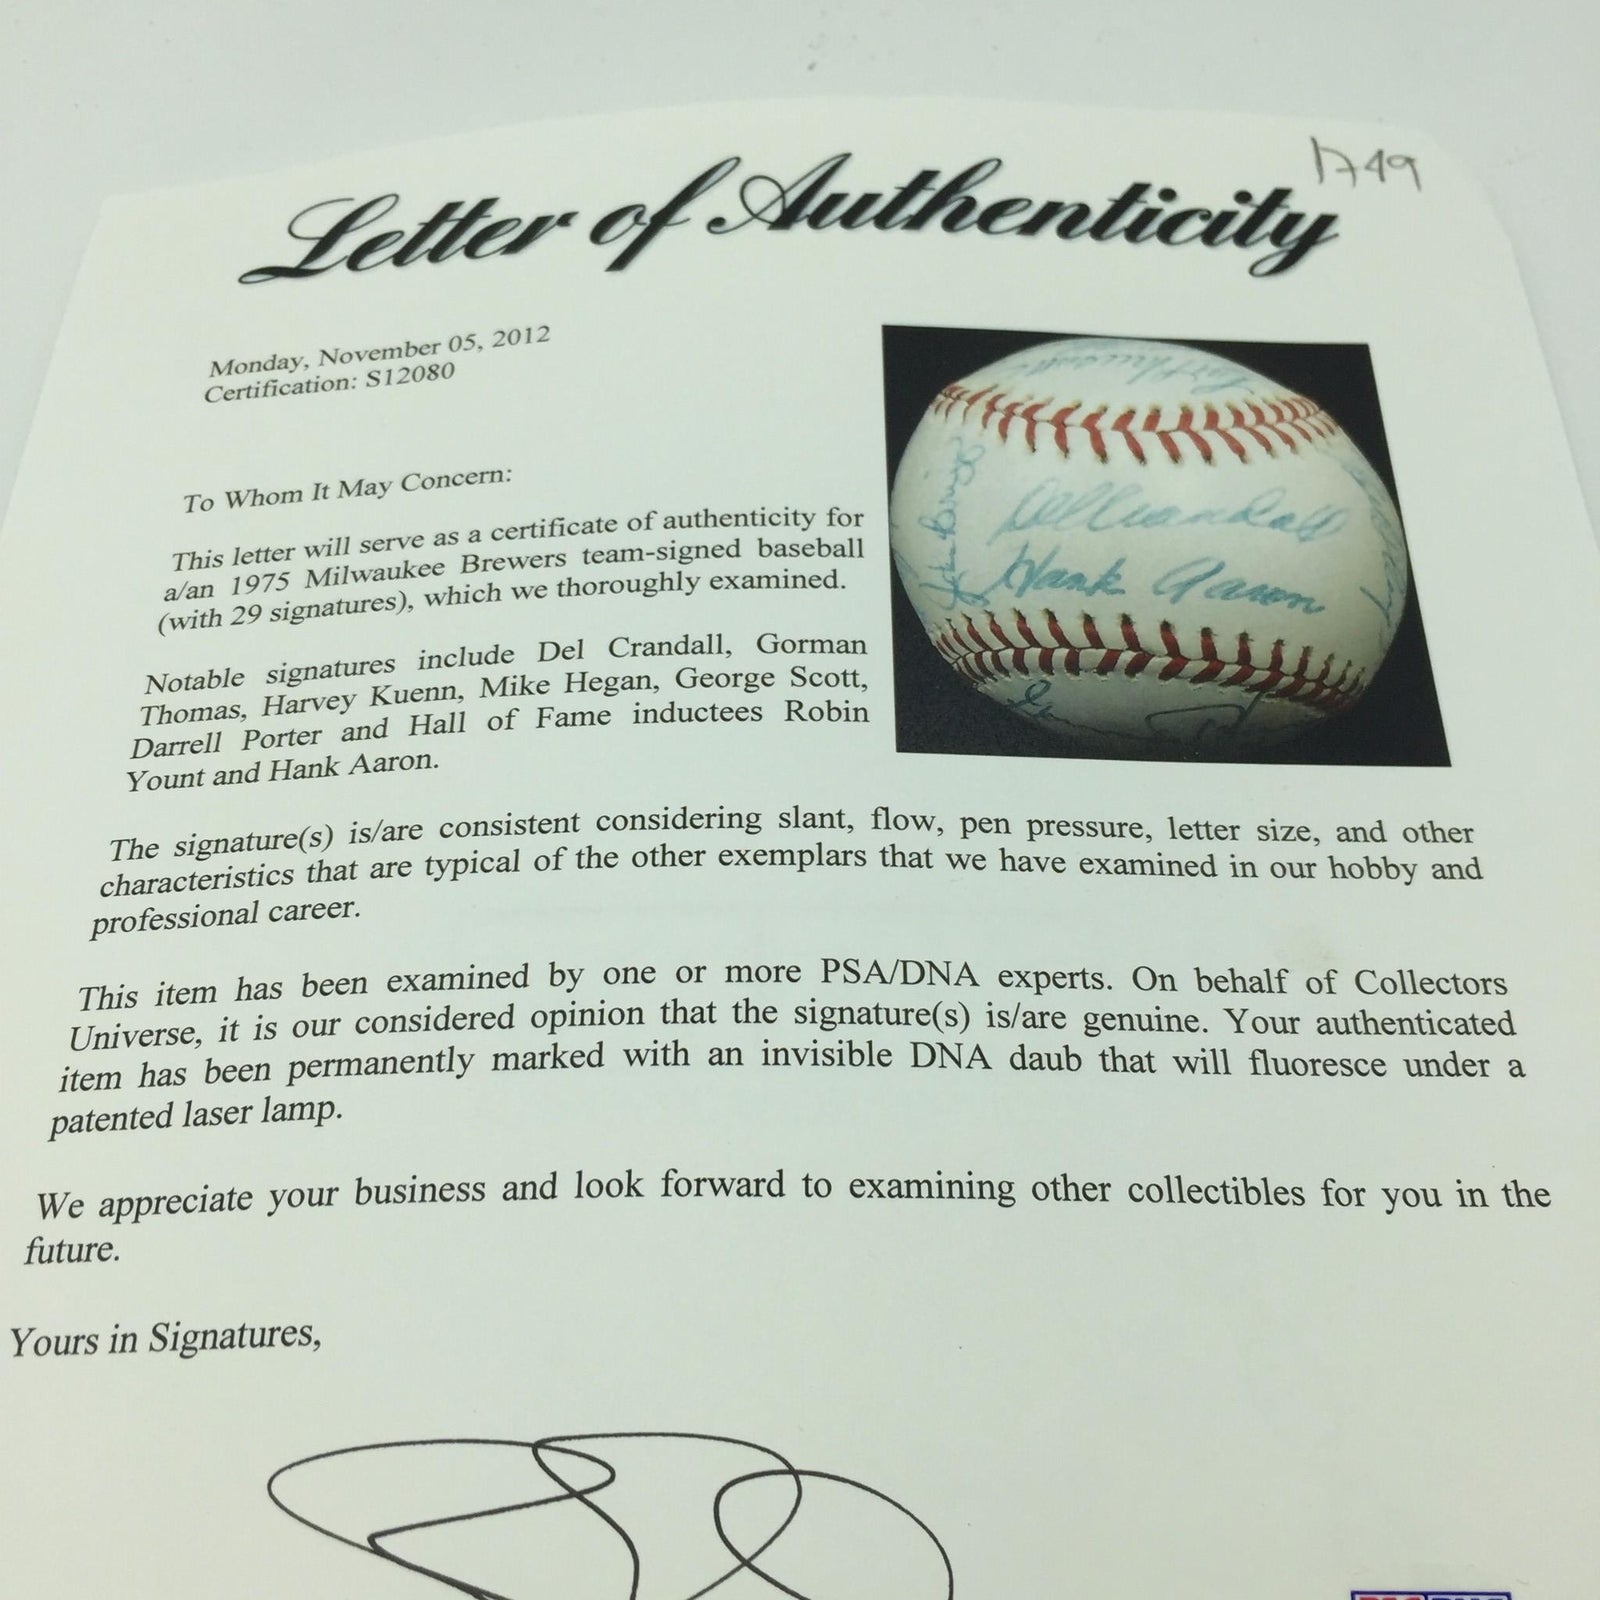 Letter of Authenticity
1749
Monday, November 05, 2012
Certification: S12080
To Whom It May Concern:
This letter will serve as a certificate of authenticity for
a/an 1975 Milwaukee Brewers team-signed baseball
(with 29 signatures), which we thoroughly examined.
Notable signatures include Del Crandall, Gorman
Thomas, Harvey Kuenn, Mike Hegan, George Scott,
Darrell Porter and Hall of Fame inductees Robin
Yount and Hank Aaron.
Del Crandall
Hank Aaron
The signature(s) is/are consistent considering slant, flow, pen pressure, letter size, and other
characteristics that are typical of the other exemplars that we have examined in our hobby and
professional career.
This item has been examined by one or more PSA/DNA experts. On behalf of Collectors
Universe, it is our considered opinion that the signature(s) is/are genuine. Your authenticated
item has been permanently marked with an invisible DNA daub that will fluoresce under a
patented laser lamp.
We appreciate your business and look forward to examining other collectibles for you in the
future.
Yours in Signatures,